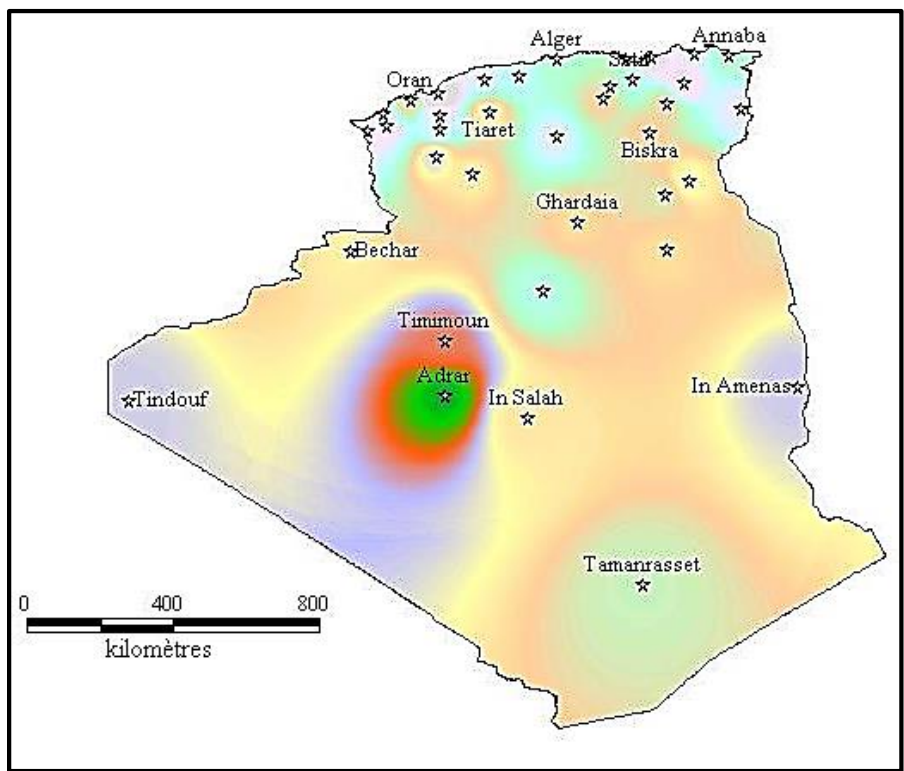 Annaba
Alger
Setif
Oran
Tiaret
Biskra
Ghardaia
Bechar
Timimoun
Adrar
In Salah
In Amenas
Tindouf
Tamanrasset
0 400 800
kilomètres